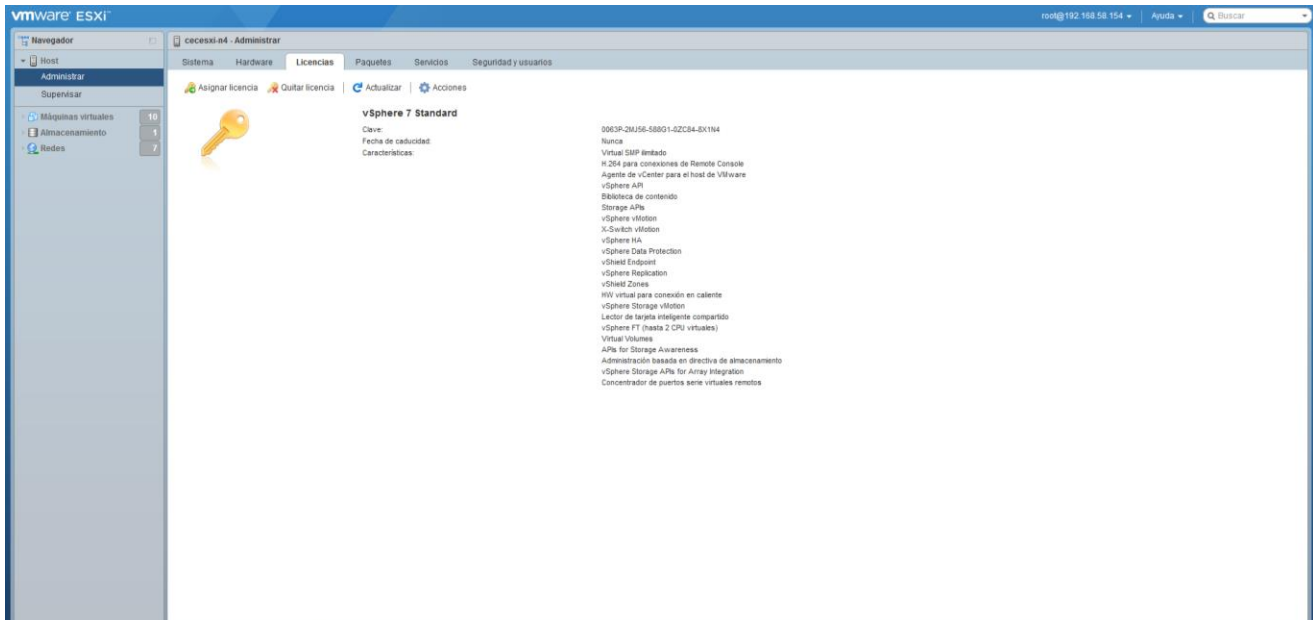 vmware ESXi
root@192.168.58.154 Ayuda Buscar
Navegador
Host
Administrar
Supervisar
Máquinas virtuales 10
Almacenamiento 1
Redes 7
cecesxi-n4 - Administrar
Sistema Hardware Licencias Paquetes Servicios Seguridad y usuarios
Asignar licencia Quitar licencia Actualizar Acciones
vSphere 7 Standard
Clave: 0063P-2MJ56-588G1-0ZC84-8X1N4
Fecha de caducidad: Nunca
Características: Virtual SMP ilimitado
H.264 para conexiones de Remote Console
Agente de vCenter para el host de VMware
vSphere API
Biblioteca de contenido
Storage APIs
vSphere vMotion
X-Switch vMotion
vSphere HA
vSphere Data Protection
vShield Endpoint
vSphere Replication
vShield Zones
HW virtual para conexión en caliente
vSphere Storage vMotion
Lector de tarjeta inteligente compartido
vSphere FT (hasta 2 CPU virtuales)
Virtual Volumes
APIs for Storage Awareness
Administración basada en directiva de almacenamiento
vSphere Storage APIs for Array Integration
Concentrador de puertos serie virtuales remotos